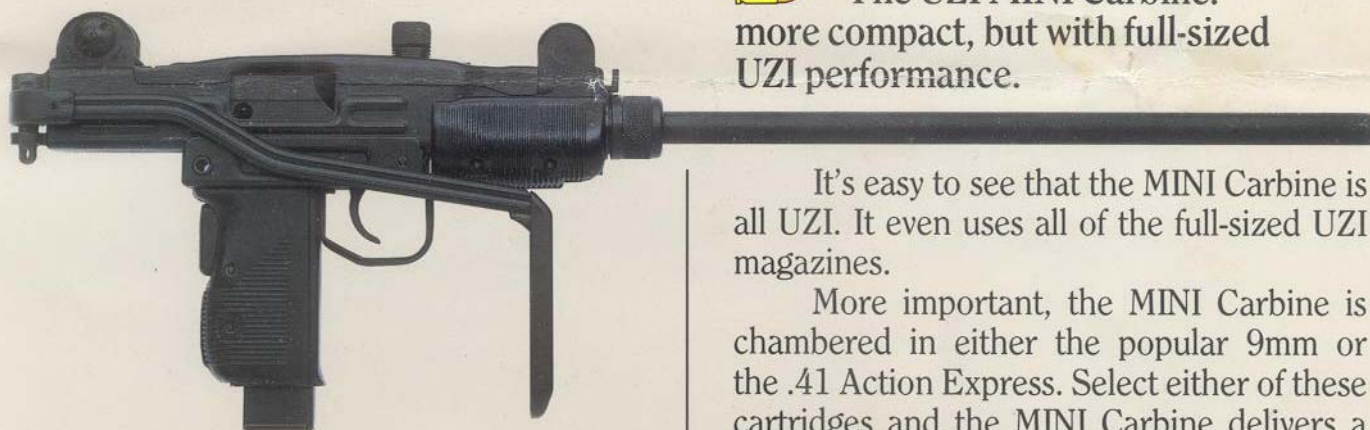 The UZI MINI Carbine:
more compact, but with full-sized
UZI performance.
It's easy to see that the MINI Carbine is
all UZI. It even uses all of the full-sized UZI
magazines.
More important, the MINI Carbine is
chambered in either the popular 9mm or
the .41 Action Express. Select either of these
cartridges and the MINI Carbine delivers a